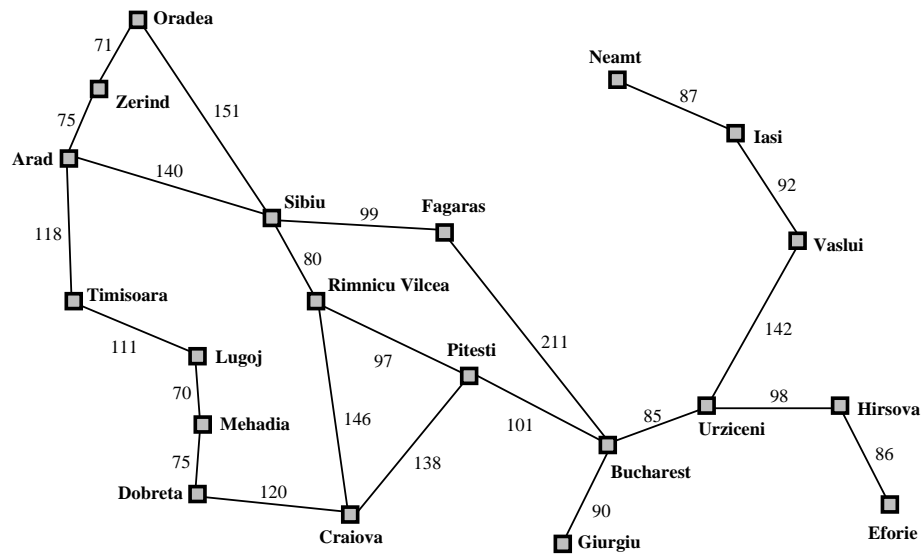 Oradea
71
Neamt
87
Zerind
151
75
Iasi
Arad
140
92
Sibiu
Fagaras
99
118
Vaslui
80
Timisoara
Rimnicu Vilcea
142
111
Pitesti
211
Lugoj
97
70
98
Hirsova
146
85
Mehadia
101
Urziceni
86
75
138
Bucharest
Dobreta
120
90
Craiova
Eforie
Giurgiu